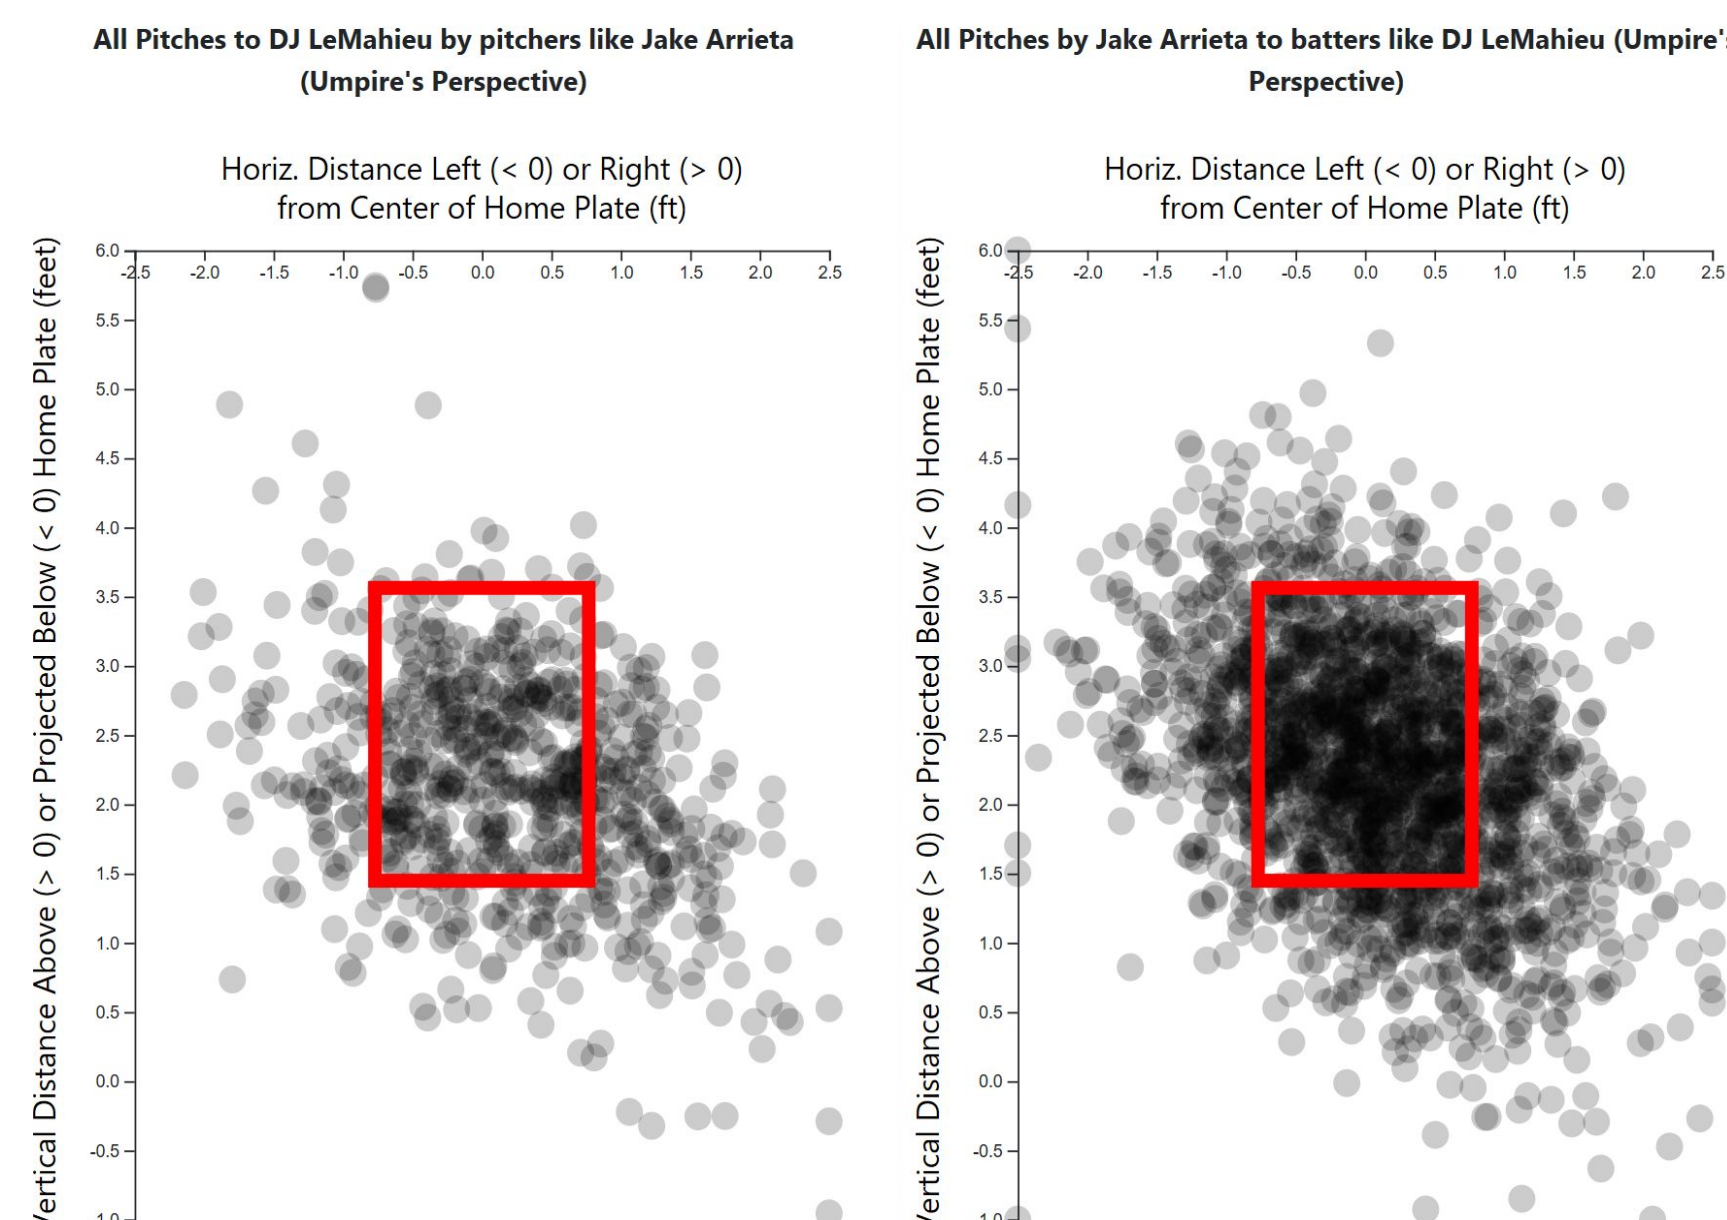 All Pitches to DJ LeMahieu by pitchers like Jake Arrieta
(Umpire's Perspective)
Horiz. Distance Left (< 0) or Right (> 0)
from Center of Home Plate (ft)
Vertical Distance Above (> 0) or Projected Below (< 0) Home Plate (feet)
-2.5 -2.0 -1.5 -1.0 -0.5 0.0 0.5 1.0 1.5 2.0 2.5
6.0
5.5
5.0
4.5
4.0
3.5
3.0
2.5
2.0
1.5
1.0
0.5
0.0
-0.5
All Pitches by Jake Arrieta to batters like DJ LeMahieu (Umpire's
Perspective)
Horiz. Distance Left (< 0) or Right (> 0)
from Center of Home Plate (ft)
Vertical Distance Above (> 0) or Projected Below (< 0) Home Plate (feet)
-2.5 -2.0 -1.5 -1.0 -0.5 0.0 0.5 1.0 1.5 2.0 2.5
6.0
5.5
5.0
4.5
4.0
3.5
3.0
2.5
2.0
1.5
1.0
0.5
0.0
-0.5